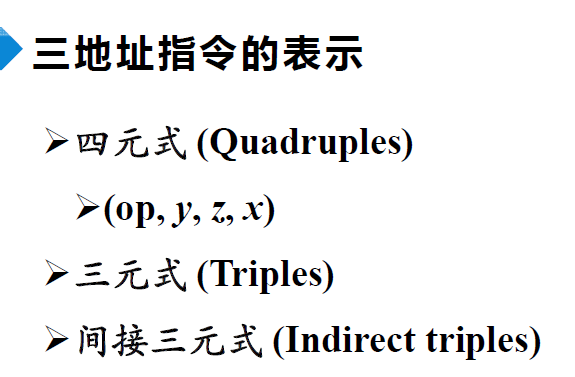 三地址指令的表示
➢四元式 (Quadruples)
➢(op, y, z, x)
➢三元式 (Triples)
➢间接三元式 (Indirect triples)